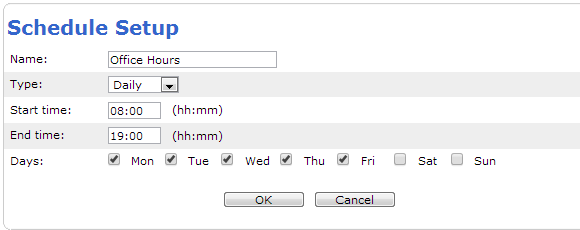 Schedule Setup
Name: Office Hours
Type: Daily
Start time: 08:00 (hh:mm)
End time: 19:00 (hh:mm)
Days: Mon Tue Wed Thu Fri Sat Sun
OK Cancel